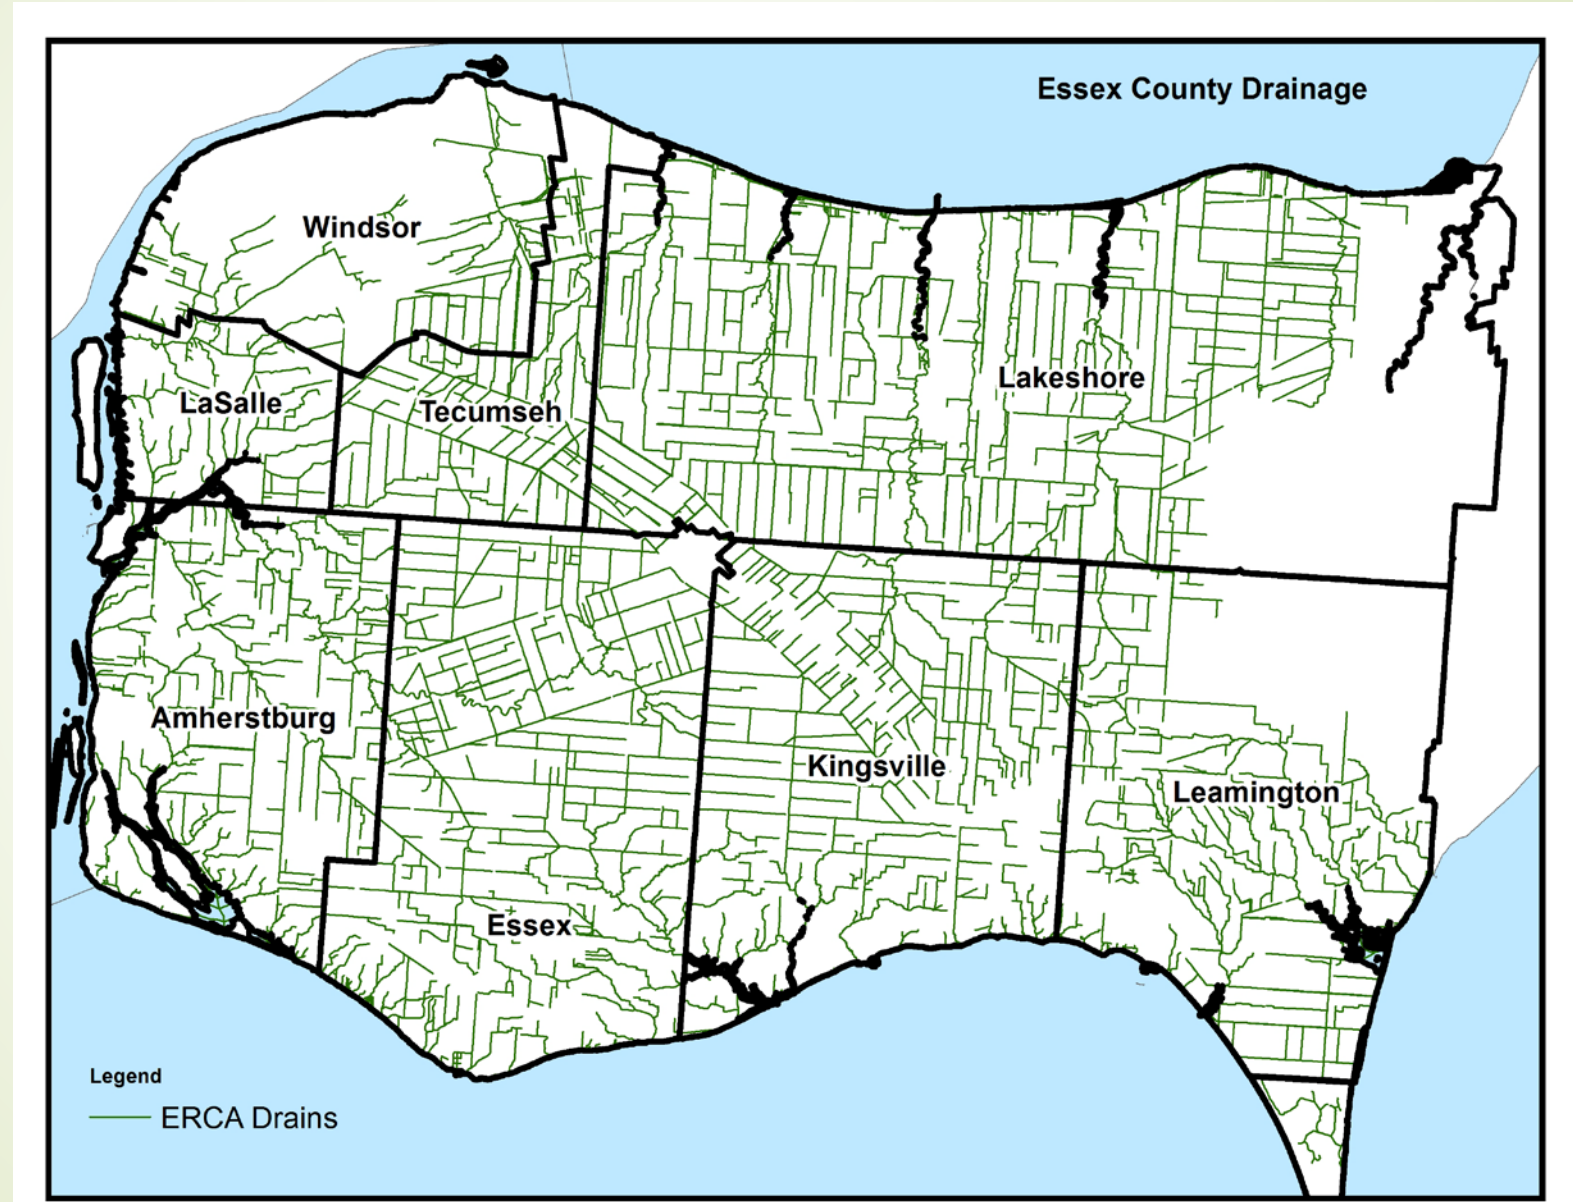 Essex County Drainage
Windsor
Lakeshore
LaSalle
Tecumseh
Amherstburg
Kingsville
Leamington
Essex
Legend
ERCA Drains